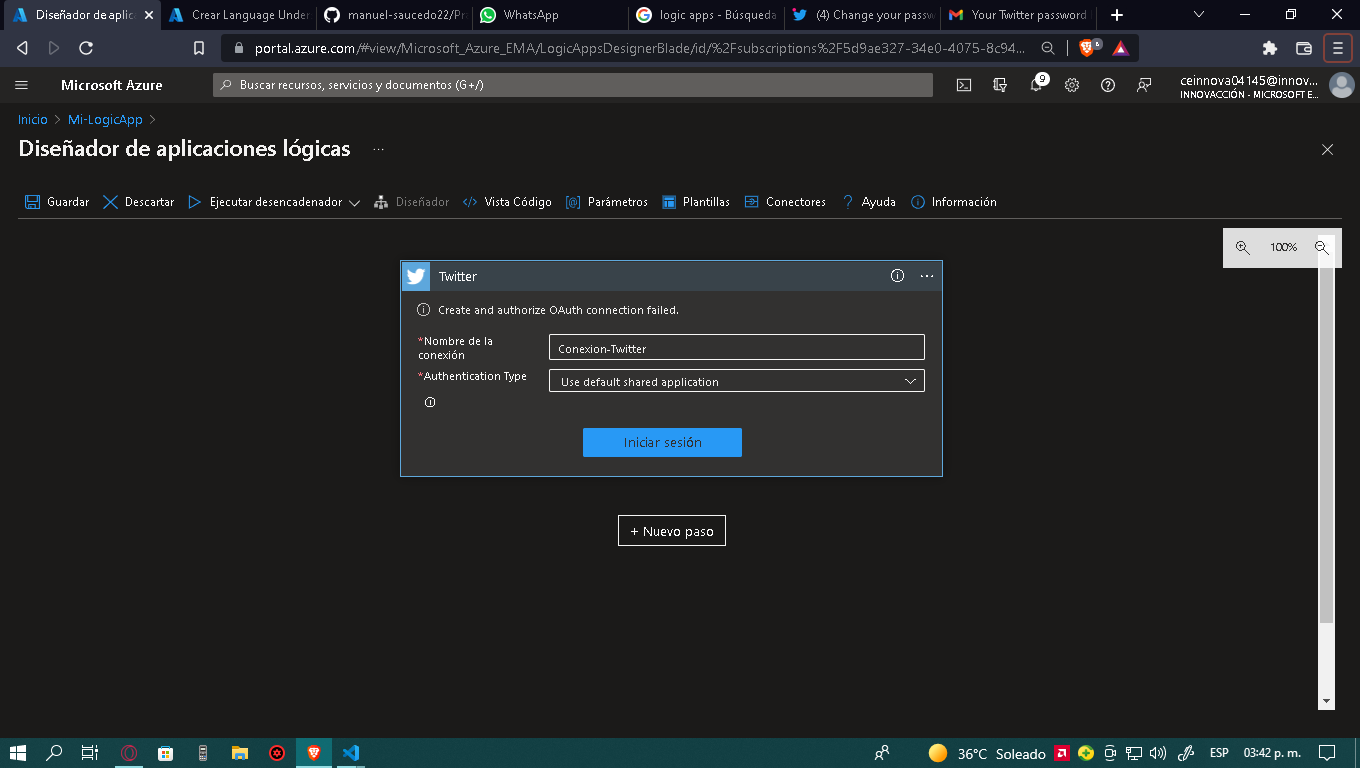 Diseñador de aplic
Crear Language Under
manuel-saucedo22/Pra
WhatsApp
logic apps - Búsqueda
(4) Change your passw
Your Twitter password
portal.azure.com/#view/Microsoft_Azure_EMA/LogicAppsDesignerBlade/id/%2Fsubscriptions%2F5d9ae327-34e0-4075-8c94...
6
Microsoft Azure
Buscar recursos, servicios y documentos (G+/)
9
ceinnova04145@innov...
INNOVACCIÓN - MICROSOFT E...
Inicio > Mi-LogicApp >
Diseñador de aplicaciones lógicas ...
Guardar
Descartar
Ejecutar desencadenador
Diseñador
Vista Código
Parámetros
Plantillas
Conectores
Ayuda
Información
100%
Twitter
Create and authorize OAuth connection failed.
*Nombre de la
conexión
Conexion-Twitter
*Authentication Type
Use default shared application
Iniciar sesión
+ Nuevo paso
36°C Soleado
ESP
03:42 p. m.